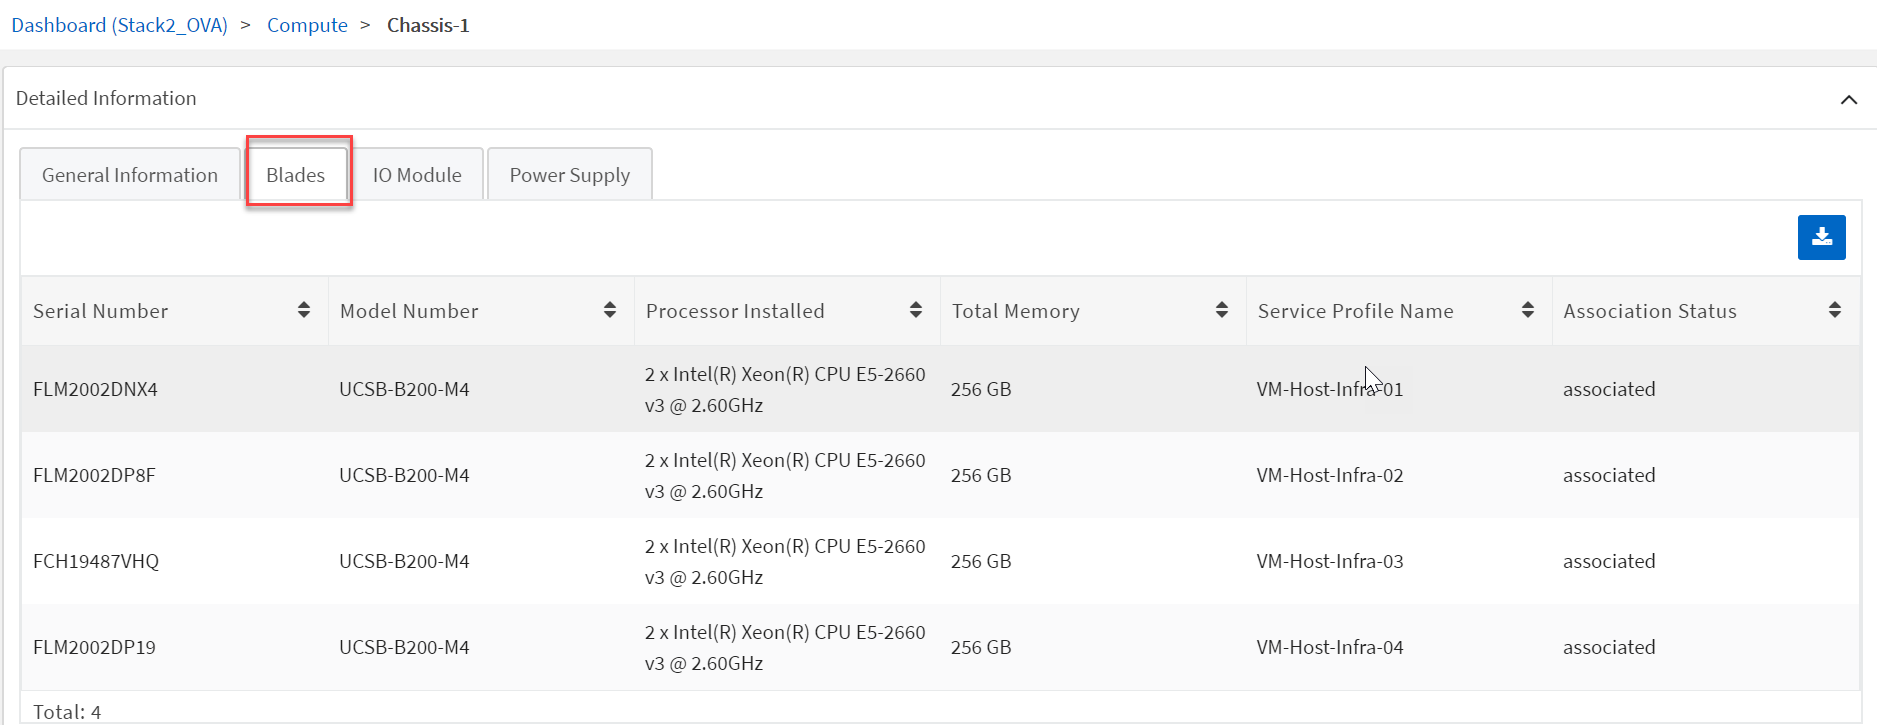 Dashboard (Stack2_OVA) > Compute > Chassis-1
Detailed Information
General Information Blades IO Module Power Supply
Serial Number Model Number Processor Installed Total Memory Service Profile Name Association Status
FLM2002DNX4 UCSB-B200-M4 2 x Intel(R) Xeon(R) CPU E5-2660 v3 @ 2.60GHz 256 GB VM-Host-Infra-01 associated
FLM2002DP8F UCSB-B200-M4 2 x Intel(R) Xeon(R) CPU E5-2660 v3 @ 2.60GHz 256 GB VM-Host-Infra-02 associated
FCH19487VHQ UCSB-B200-M4 2 x Intel(R) Xeon(R) CPU E5-2660 v3 @ 2.60GHz 256 GB VM-Host-Infra-03 associated
FLM2002DP19 UCSB-B200-M4 2 x Intel(R) Xeon(R) CPU E5-2660 v3 @ 2.60GHz 256 GB VM-Host-Infra-04 associated
Total: 4